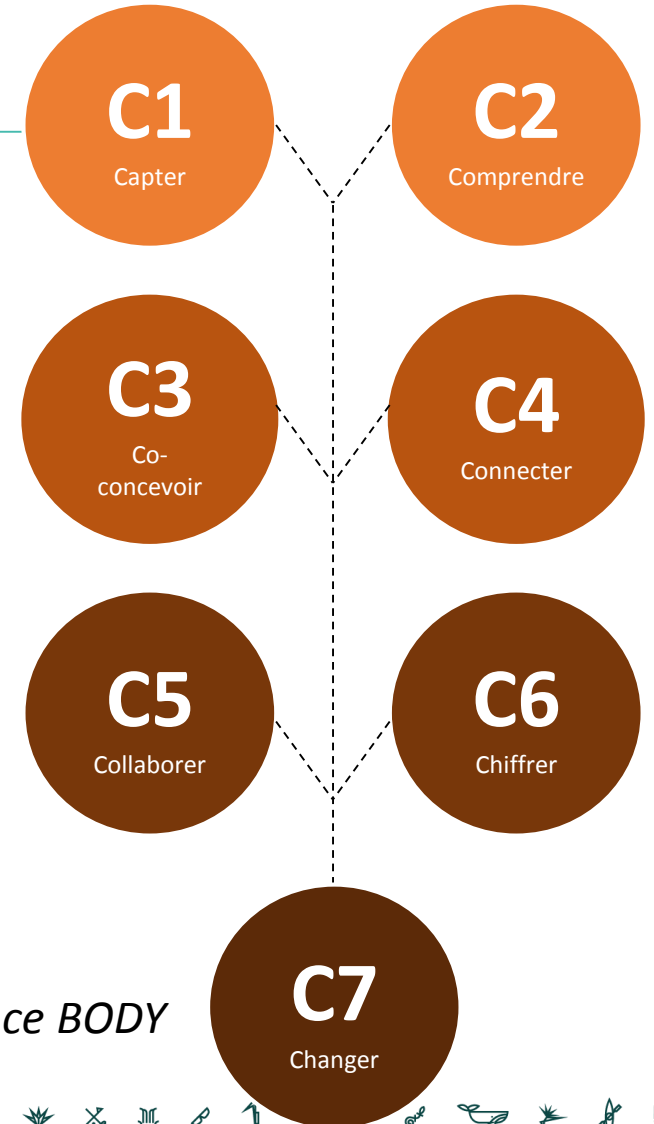 C1
Capter
C2
Comprendre
C3
Co-
concevoir
C4
Connecter
C5
Collaborer
C6
Chiffrer
ce BODY
C7
Changer